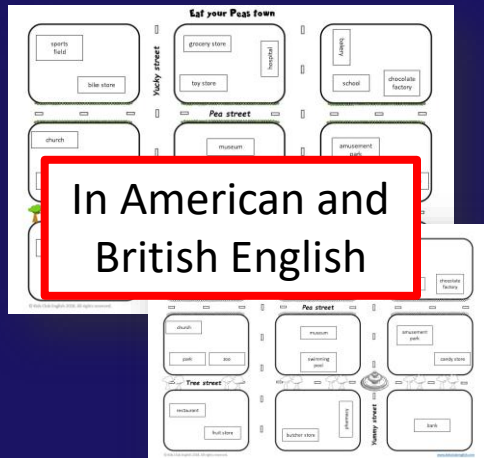 Eat your Peas town
sports
field
grocery store
hospital
bakery
Yucky street
bike store
toy store
school
chocolate
factory
Pea street
church
museum
amusement
park
In American and
British English
chocolate
factory
Pea street
church
museum
amusement
park
park
zoo
swimming
pool
candy store
Tree street
Yummy street
restaurant
fruit store
butcher store
pharmacy
bank